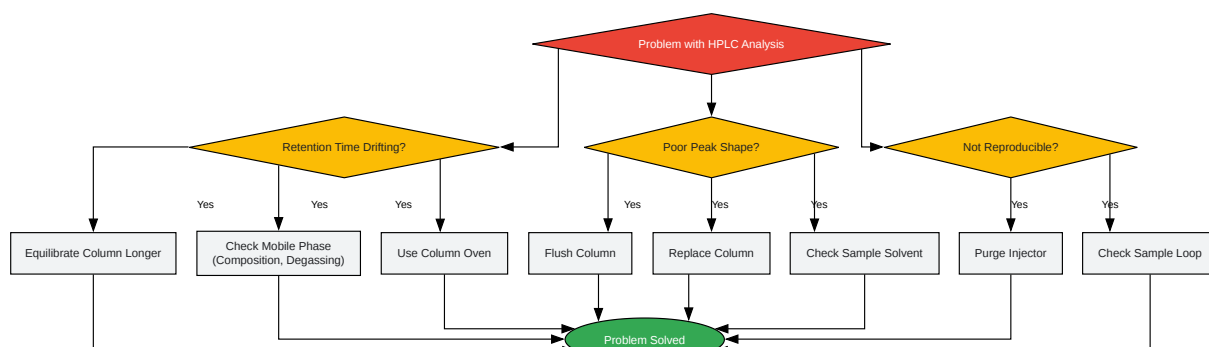 Problem with HPLC Analysis
Retention Time Drifting?
Poor Peak Shape?
Not Reproducible?
Yes
Yes
Yes
Yes
Yes
Yes
Yes
Yes
Equilibrate Column Longer
Check Mobile Phase
(Composition, Degassing)
Use Column Oven
Flush Column
Replace Column
Check Sample Solvent
Purge Injector
Check Sample Loop
Problem Solved